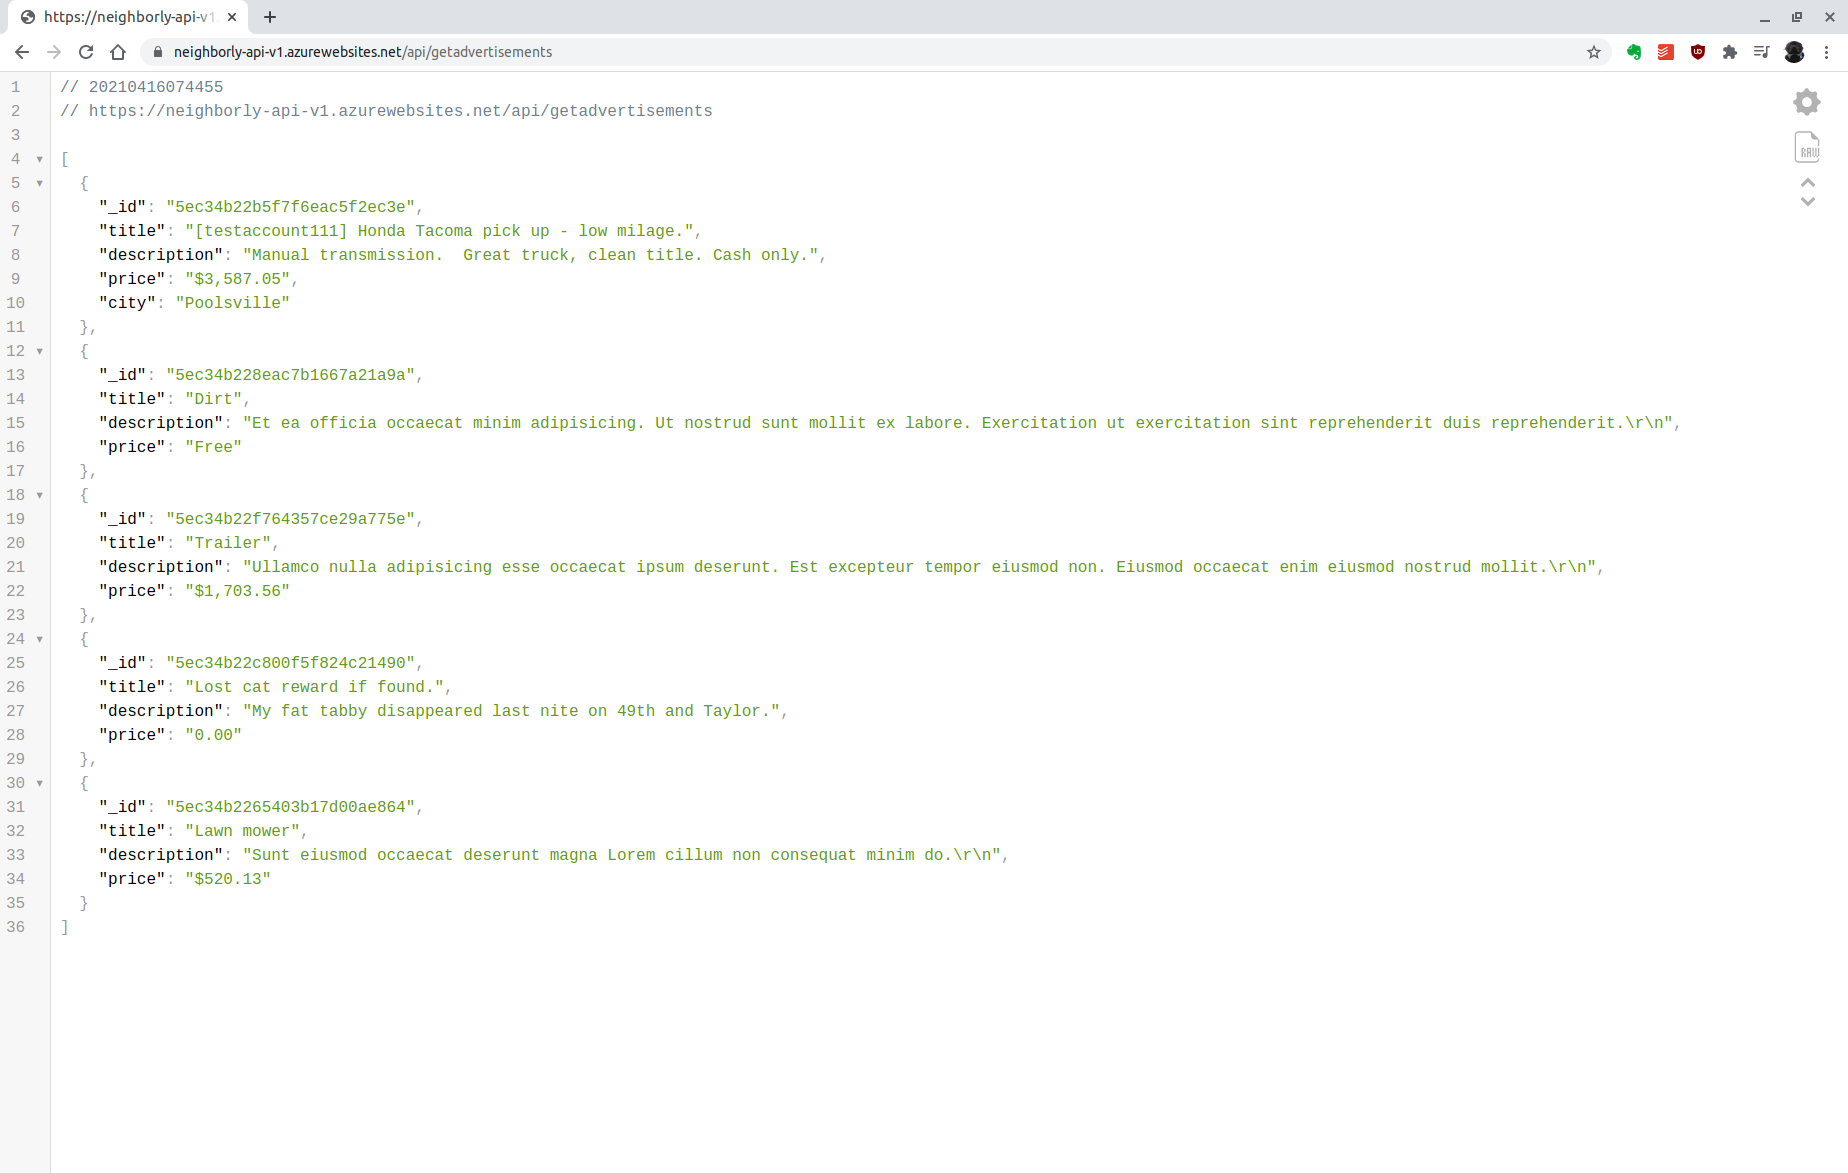 https://neighborly-api-v1.
neighborly-api-v1.azurewebsites.net/api/getadvertisements
1 // 20210416074455
2 // https://neighborly-api-v1.azurewebsites.net/api/getadvertisements
3
4 [
5 {
6 "_id": "5ec34b22b5f7f6eac5f2ec3e",
7 "title": "[testaccount111] Honda Tacoma pick up - low milage.",
8 "description": "Manual transmission.  Great truck, clean title. Cash only.",
9 "price": "$3,587.05",
10 "city": "Poolsville"
11 },
12 {
13 "_id": "5ec34b228eac7b1667a21a9a",
14 "title": "Dirt",
15 "description": "Et ea officia occaecat minim adipisicing. Ut nostrud sunt mollit ex labore. Exercitation ut exercitation sint reprehenderit duis reprehenderit.\r\n",
16 "price": "Free"
17 },
18 {
19 "_id": "5ec34b22f764357ce29a775e",
20 "title": "Trailer",
21 "description": "Ullamco nulla adipisicing esse occaecat ipsum deserunt. Est excepteur tempor eiusmod non. Eiusmod occaecat enim eiusmod nostrud mollit.\r\n",
22 "price": "$1,703.56"
23 },
24 {
25 "_id": "5ec34b22c800f5f824c21490",
26 "title": "Lost cat reward if found.",
27 "description": "My fat tabby disappeared last nite on 49th and Taylor.",
28 "price": "0.00"
29 },
30 {
31 "_id": "5ec34b2265403b17d00ae864",
32 "title": "Lawn mower",
33 "description": "Sunt eiusmod occaecat deserunt magna Lorem cillum non consequat minim do.\r\n",
34 "price": "$520.13"
35 }
36 ]
RAW